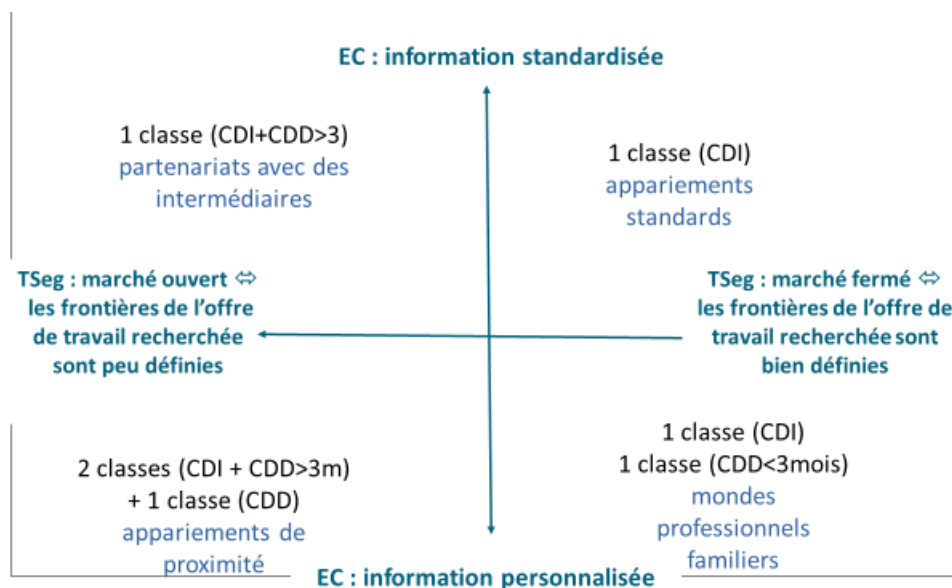 EC : information standardisée
1 classe (CDI+CDD>3)
partenariats avec des
intermédiaires
1 classe (CDI)
appariements
standards
TSeg : marché ouvert ⬄
les frontières de l'offre
de travail recherchée
sont peu définies
TSeg : marché fermé ⬄
les frontières de l'offre de
travail recherchée sont
bien définies
2 classes (CDI + CDD>3m)
+ 1 classe (CDD)
appariements de
proximité
1 classe (CDI)
1 classe (CDD<3mois)
mondes
professionnels
familiers
EC : information personnalisée